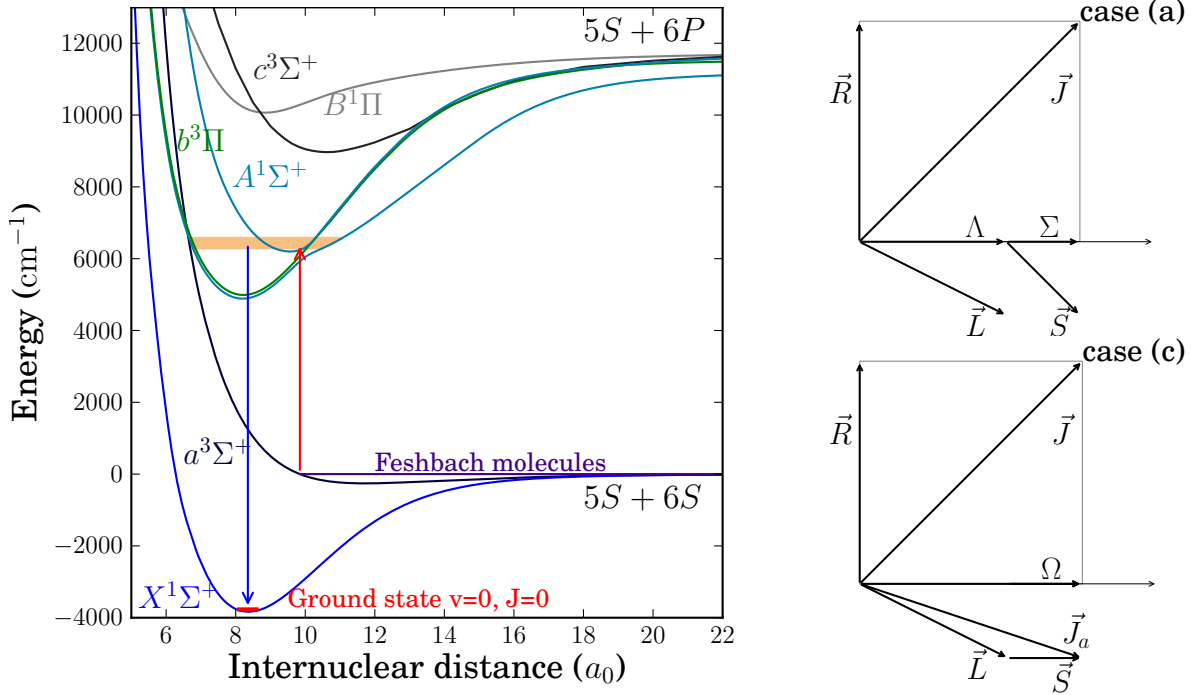 12000
10000
8000
6000
4000
2000
0
−2000
−4000
6
8
10
12
14
16
18
20
22
Energy (cm⁻¹)
Internuclear distance (a₀)
5S + 6P
c³Σ⁺
B¹Π
b³Π
A¹Σ⁺
a³Σ⁺
Feshbach molecules
5S + 6S
X¹Σ⁺
Ground state v=0, J=0
case (a)
R⃗
J⃗
Λ
Σ
L⃗
S⃗
case (c)
R⃗
J⃗
Ω
J⃗ₐ
L⃗
S⃗